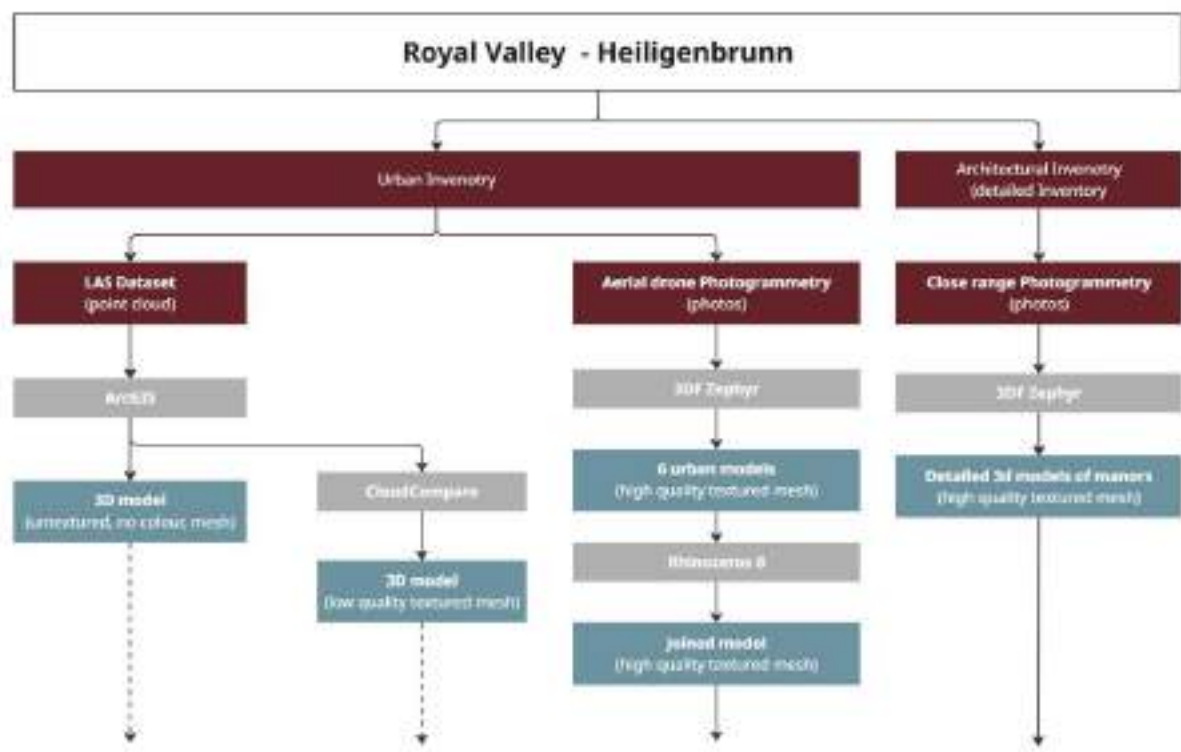 Royal Valley - Heiligenbrunn
Urban Invenotry
Architectural Invenotry
(detailed Inventory
LAS Dataset
(point cloud)
Aerial drone Photogrammetry
(photos)
Close range Photogrammetry
(photos)
ArcGIS
3DF Zephyr
3DF Zephyr
3D model
(untextured, no colour, mesh)
CloudCompare
6 urban models
(high quality textured mesh)
Detailed 3d models of manors
(high quality textured mesh)
3D model
(low quality textured mesh)
Rhinoceros 6
Joined model
(high quality textured mesh)